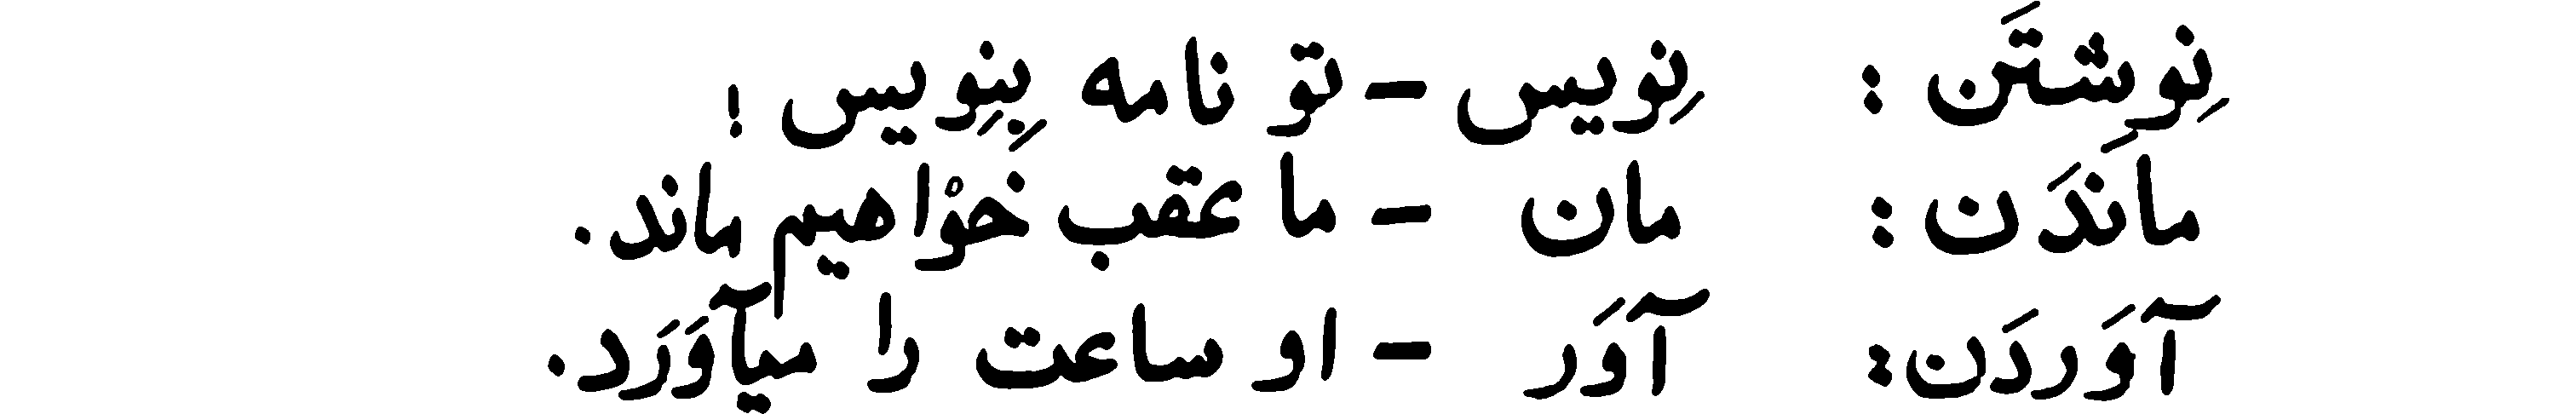 نِوِشتَن : نِویس - تو نامه بِنِویس !
ماندَن : مان - ما عقب خوْاهیم ماند.
آوَردَن : آوَر - او ساعت را میآوَرَد.